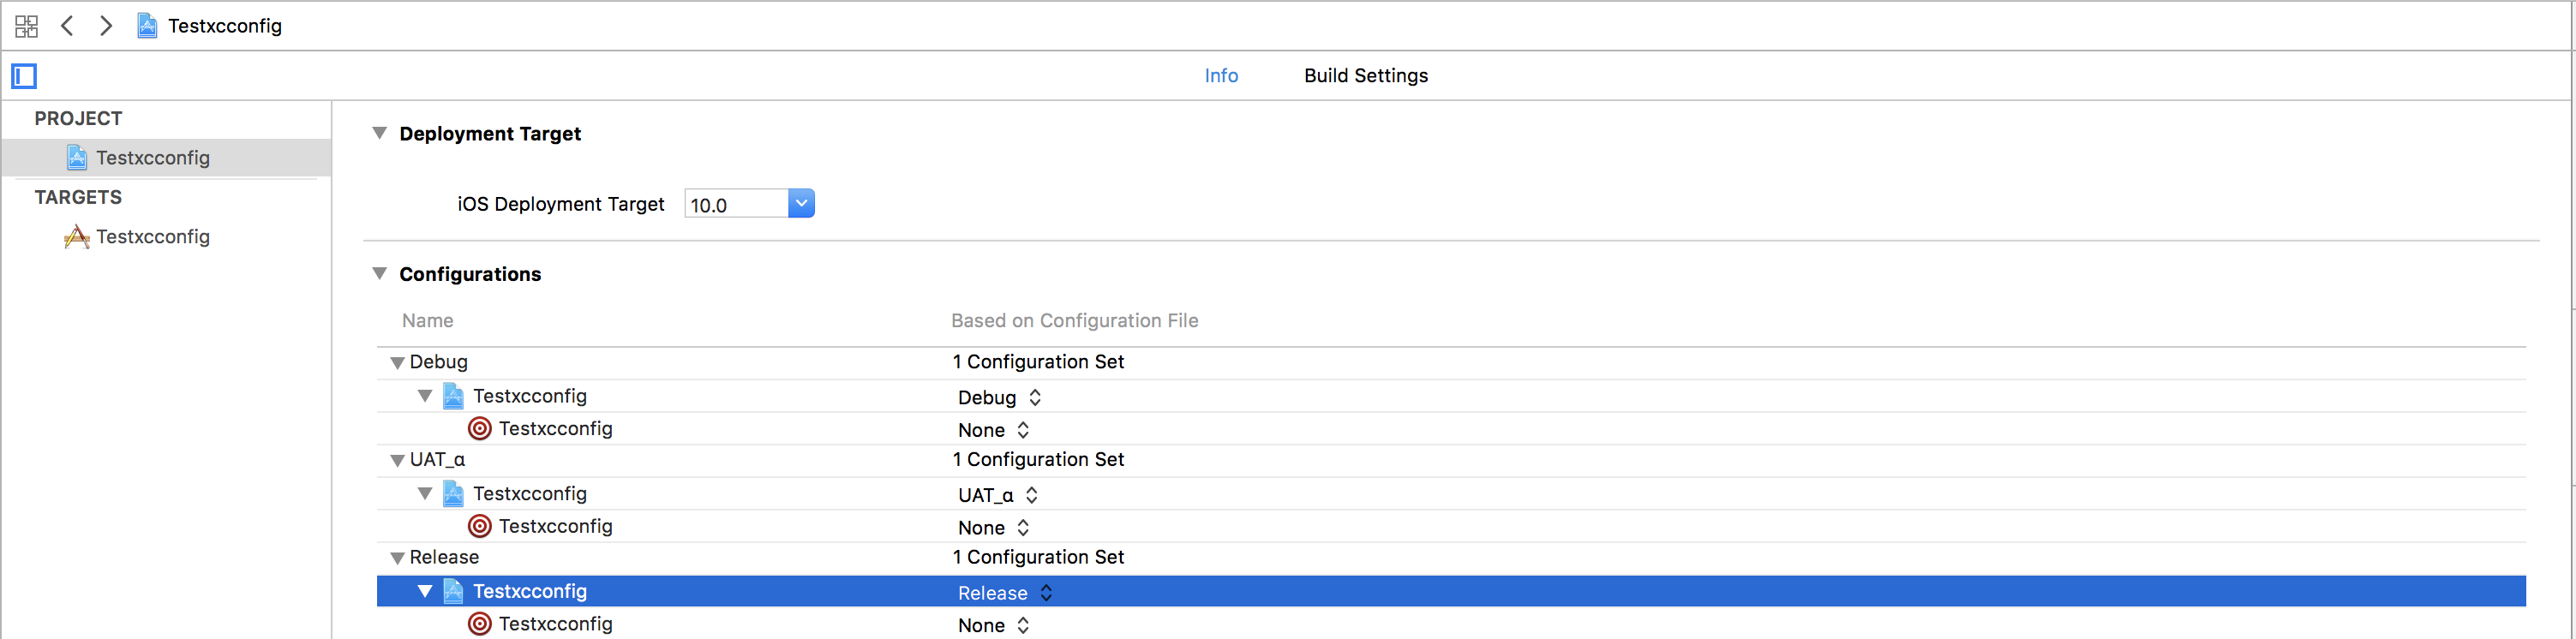 Testxcconfig
Info Build Settings
PROJECT
Testxcconfig
TARGETS
Testxcconfig
Deployment Target
iOS Deployment Target 10.0
Configurations
Name Based on Configuration File
Debug 1 Configuration Set
Testxcconfig Debug
Testxcconfig None
UAT_α 1 Configuration Set
Testxcconfig UAT_α
Testxcconfig None
Release 1 Configuration Set
Testxcconfig Release
Testxcconfig None